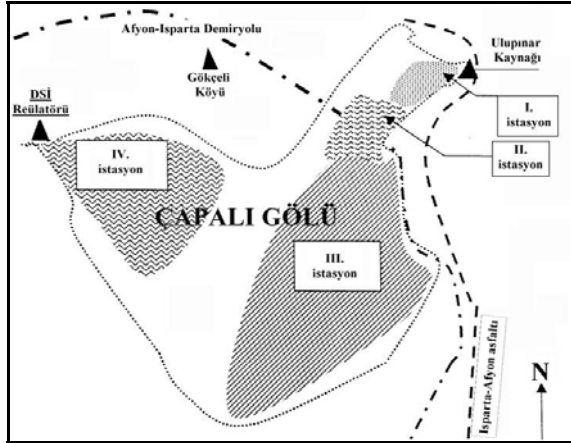 Afyon-Isparta Demiryolu
Gökçeli
Köyü
Ulupınar
Kaynağı
DSİ
Reülatörü
I.
istasyon
II.
istasyon
IV.
istasyon
ÇAPALI GÖLÜ
III.
istasyon
Isparta-Afyon asfaltı
N